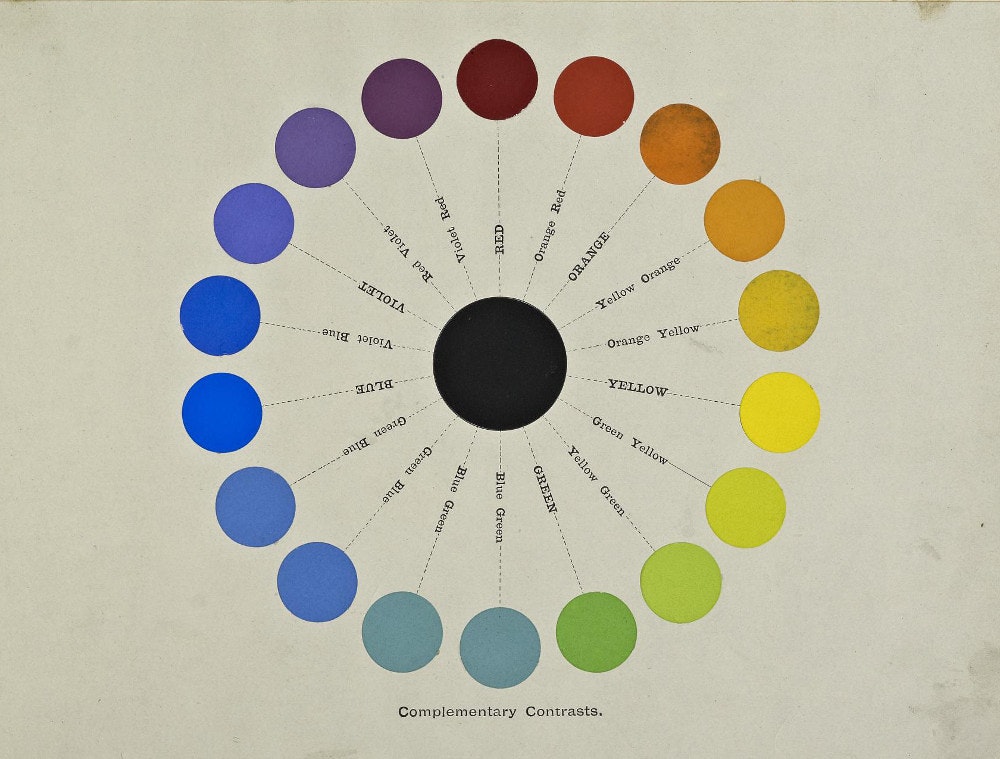 RED
Orange Red
ORANGE
Yellow Orange
Orange Yellow
YELLOW
Green Yellow
Yellow Green
GREEN
Blue Green
Blue Green
Green Blue
Green Blue
BLUE
Violet Blue
VIOLET
Red Violet
Violet Red
Complementary Contrasts.